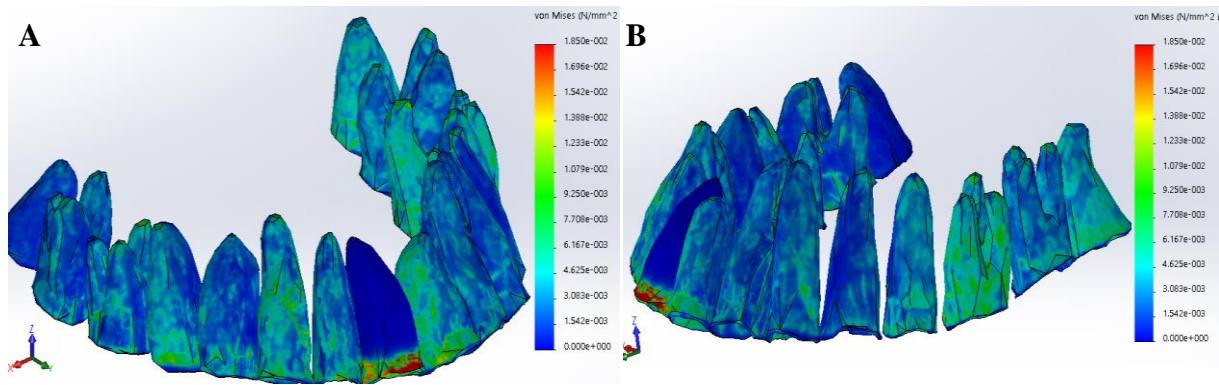 A
von Mises (N/mm^2
1.850e-002
1.696e-002
1.542e-002
1.387e-002
1.233e-002
1.079e-002
9.250e-003
7.708e-003
6.167e-003
4.625e-003
3.083e-003
1.542e-003
0.000e+000
Z
X
Y
B
von Mises (N/mm^2
1.850e-002
1.696e-002
1.542e-002
1.387e-002
1.233e-002
1.079e-002
9.250e-003
7.708e-003
6.167e-003
4.625e-003
3.083e-003
1.542e-003
0.000e+000
Z